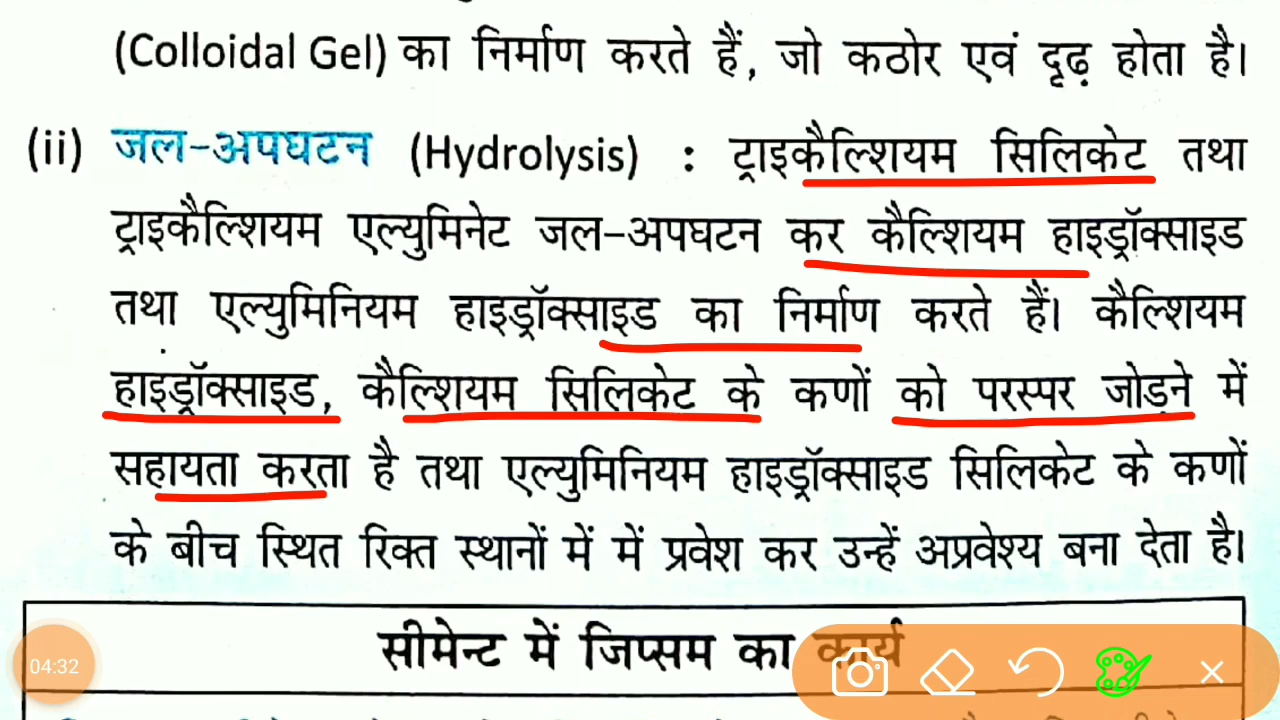 (Colloidal Gel) का निर्माण करते हैं, जो कठोर एवं दृढ़ होता है।
(ii) जल-अपघटन (Hydrolysis) : ट्राइकैल्शियम सिलिकेट तथा
ट्राइकैल्शियम एल्युमिनेट जल-अपघटन कर कैल्शियम हाइड्रॉक्साइड
तथा एल्युमिनियम हाइड्रॉक्साइड का निर्माण करते हैं। कैल्शियम
हाइड्रॉक्साइड, कैल्शियम सिलिकेट के कणों को परस्पर जोड़ने में
सहायता करता है तथा एल्युमिनियम हाइड्रॉक्साइड सिलिकेट के कणों
के बीच स्थित रिक्त स्थानों में में प्रवेश कर उन्हें अप्रवेश्य बना देता है।
सीमेन्ट में जिप्सम का कार्य
04:32